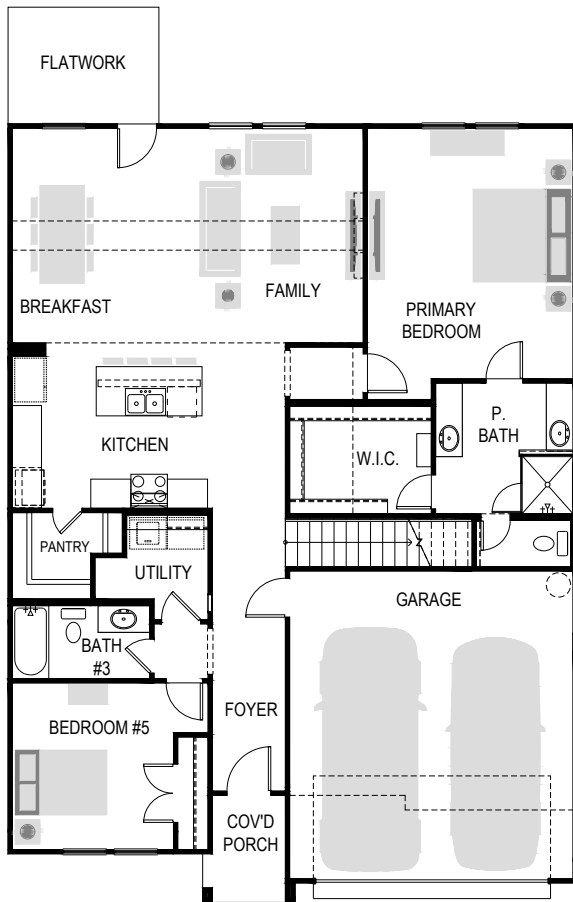 FLATWORK
BREAKFAST
FAMILY
PRIMARY
BEDROOM
KITCHEN
W.I.C.
P.
BATH
PANTRY
UTILITY
GARAGE
BATH
#3
FOYER
BEDROOM #5
COV'D
PORCH